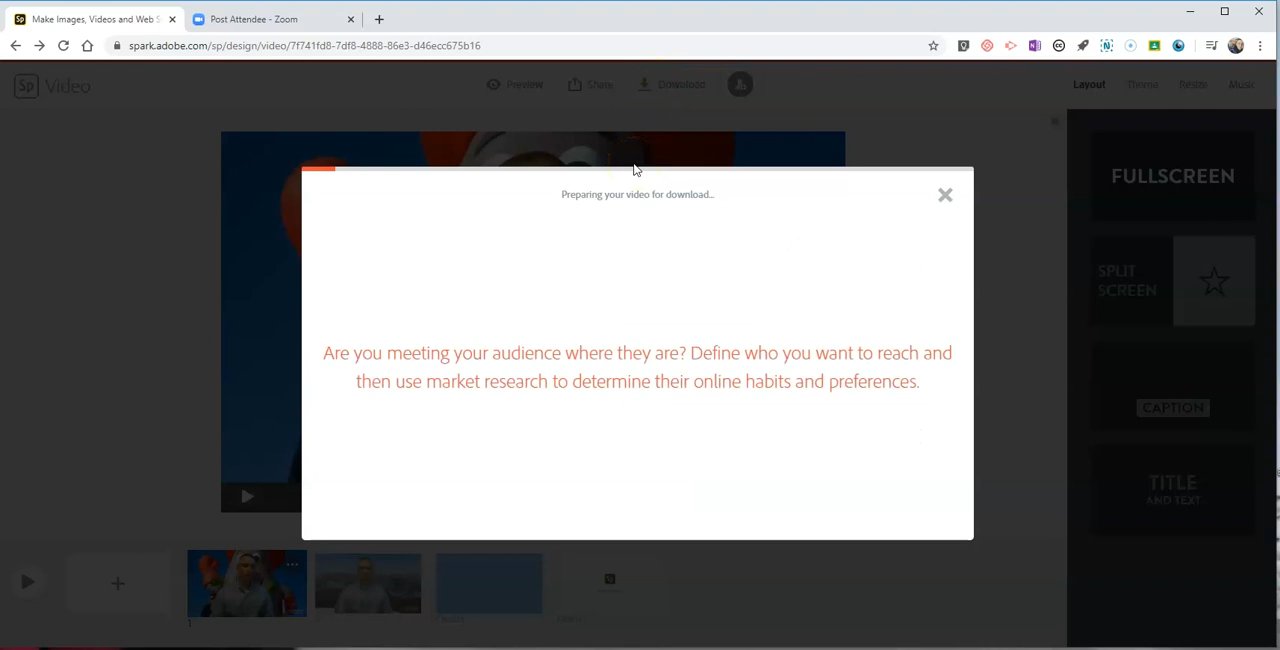 Make Images, Videos and Web S
Post Attendee - Zoom
spark.adobe.com/sp/design/video/7f741fd8-7df8-4888-86e3-d46ecc675b16
Sp Video
Preview
Share
Download
Layout
Theme
Resize
Music
Preparing your video for download...
Are you meeting your audience where they are? Define who you want to reach and
then use market research to determine their online habits and preferences.
FULLSCREEN
SPLIT
SCREEN
CAPTION
TITLE
AND TEXT
1